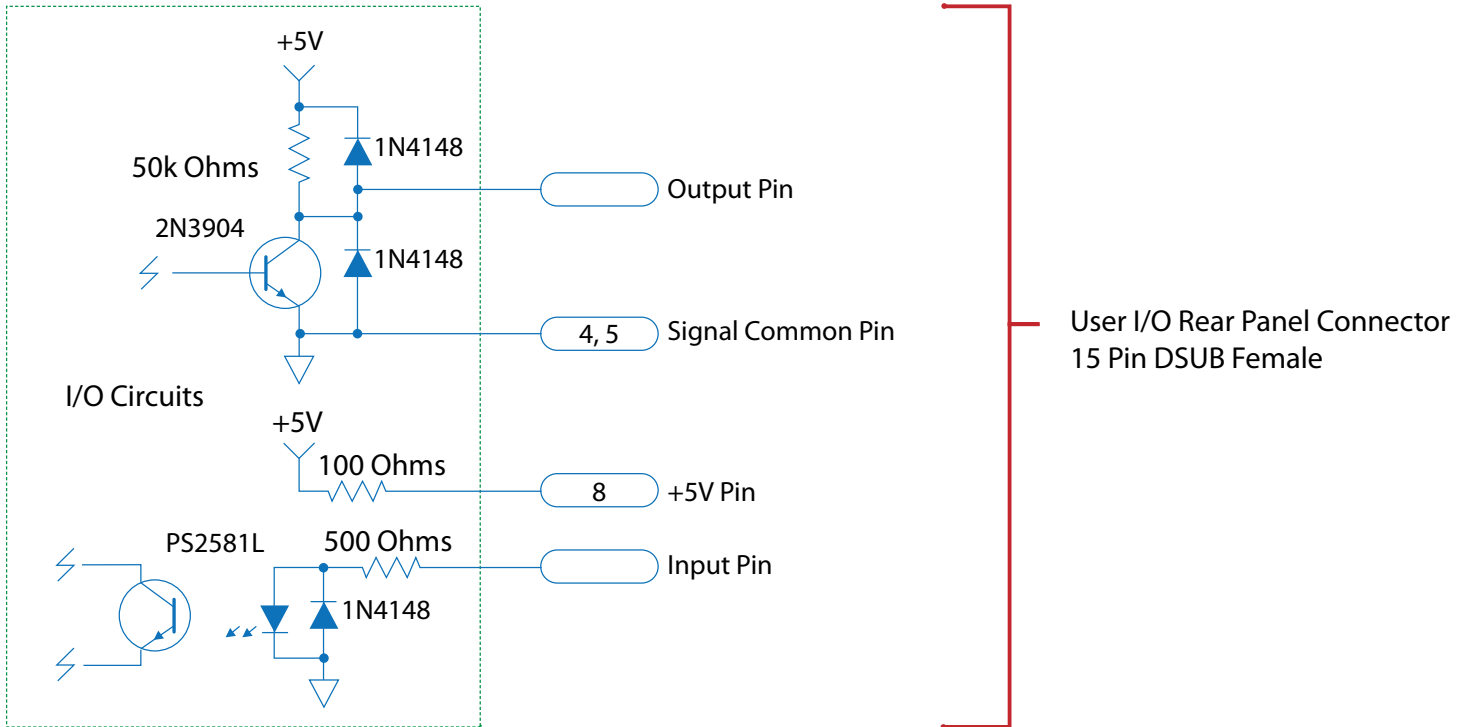 +5V
50k Ohms
1N4148
Output Pin
2N3904
1N4148
4, 5
Signal Common Pin
User I/O Rear Panel Connector
15 Pin DSUB Female
I/O Circuits
+5V
100 Ohms
8
+5V Pin
PS2581L
500 Ohms
Input Pin
1N4148